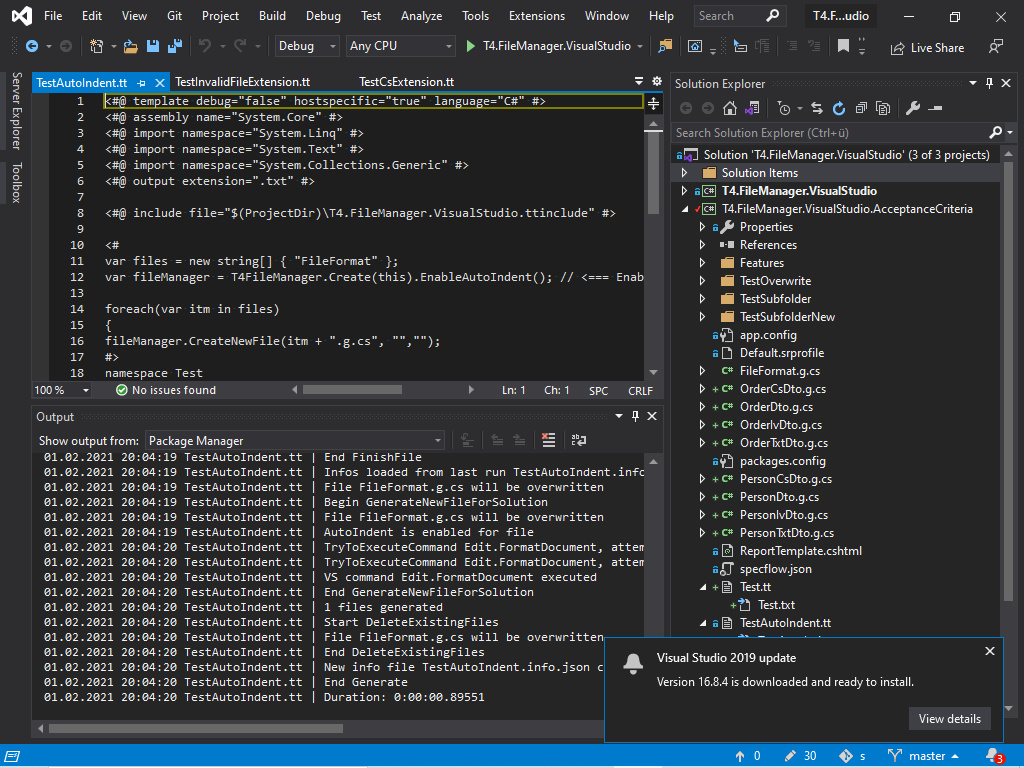 File Edit View Git Project Build Debug Test Analyze Tools Extensions Window Help Search T4.F...udio
Debug Any CPU T4.FileManager.VisualStudio Live Share
Server Explorer
Toolbox
TestAutoIndent.tt TestInvalidFileExtension.tt TestCsExtension.tt
1 <#@ template debug="false" hostspecific="true" language="C#" #>
2 <#@ assembly name="System.Core" #>
3 <#@ import namespace="System.Linq" #>
4 <#@ import namespace="System.Text" #>
5 <#@ import namespace="System.Collections.Generic" #>
6 <#@ output extension=".txt" #>
7
8 <#@ include file="$(ProjectDir)\T4.FileManager.VisualStudio.ttinclude" #>
9
10 <#
11 var files = new string[] { "FileFormat" };
12 var fileManager = T4FileManager.Create(this).EnableAutoIndent(); // <=== Enab
13
14 foreach(var itm in files)
15 {
16 fileManager.CreateNewFile(itm + ".g.cs", "","");
17 #>
18 namespace Test
100 % No issues found Ln: 1 Ch: 1 SPC CRLF
Output
Show output from: Package Manager
01.02.2021 20:04:19 TestAutoIndent.tt | End FinishFile
01.02.2021 20:04:19 TestAutoIndent.tt | Infos loaded from last run TestAutoIndent.info
01.02.2021 20:04:19 TestAutoIndent.tt | File FileFormat.g.cs will be overwritten
01.02.2021 20:04:19 TestAutoIndent.tt | Begin GenerateNewFileForSolution
01.02.2021 20:04:19 TestAutoIndent.tt | File FileFormat.g.cs will be overwritten
01.02.2021 20:04:19 TestAutoIndent.tt | AutoIndent is enabled for file
01.02.2021 20:04:20 TestAutoIndent.tt | TryToExecuteCommand Edit.FormatDocument, attem
01.02.2021 20:04:20 TestAutoIndent.tt | TryToExecuteCommand Edit.FormatDocument, attem
01.02.2021 20:04:20 TestAutoIndent.tt | VS command Edit.FormatDocument executed
01.02.2021 20:04:20 TestAutoIndent.tt | End GenerateNewFileForSolution
01.02.2021 20:04:20 TestAutoIndent.tt | 1 files generated
01.02.2021 20:04:20 TestAutoIndent.tt | Start DeleteExistingFiles
01.02.2021 20:04:20 TestAutoIndent.tt | File FileFormat.g.cs will be overwritten
01.02.2021 20:04:20 TestAutoIndent.tt | End DeleteExistingFiles
01.02.2021 20:04:20 TestAutoIndent.tt | New info file TestAutoIndent.info.json c
01.02.2021 20:04:20 TestAutoIndent.tt | End Generate
01.02.2021 20:04:20 TestAutoIndent.tt | Duration: 0:00:00.89551
Solution Explorer
Search Solution Explorer (Ctrl+ü)
Solution 'T4.FileManager.VisualStudio' (3 of 3 projects)
Solution Items
C# T4.FileManager.VisualStudio
C# T4.FileManager.VisualStudio.AcceptanceCriteria
Properties
References
Features
TestOverwrite
TestSubfolder
TestSubfolderNew
app.config
Default.srprofile
C# FileFormat.g.cs
+ C# OrderCsDto.g.cs
+ C# OrderDto.g.cs
+ C# OrderIvDto.g.cs
+ C# OrderTxtDto.g.cs
packages.config
+ C# PersonCsDto.g.cs
+ C# PersonDto.g.cs
+ C# PersonIvDto.g.cs
+ C# PersonTxtDto.g.cs
ReportTemplate.cshtml
specflow.json
+ Test.tt
+ Test.txt
TestAutoIndent.tt
Visual Studio 2019 update
Version 16.8.4 is downloaded and ready to install.
View details
0 30 s master 3